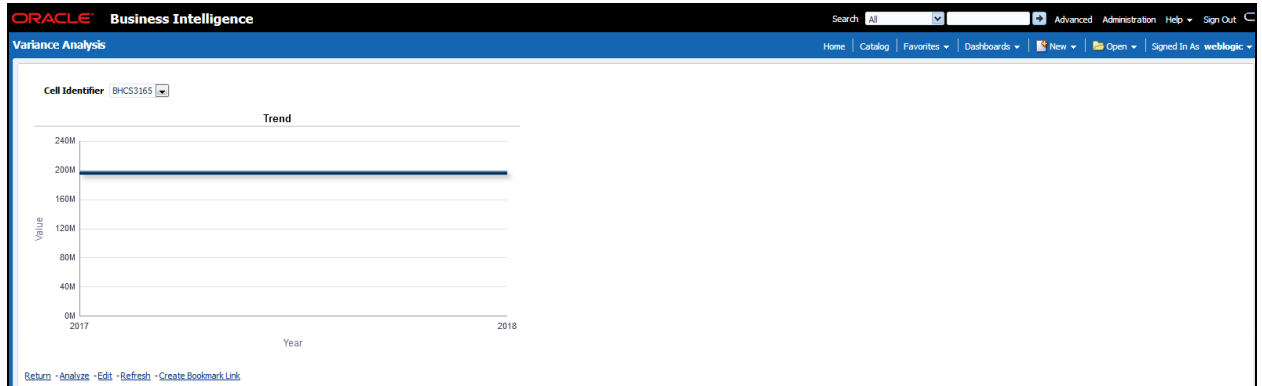 ORACLE Business Intelligence Search All Advanced Administration Help Sign Out
Variance Analysis Home Catalog Favorites Dashboards New Open Signed In As weblogic
Cell Identifier BHCS3165
Trend
240M
200M
160M
120M
80M
40M
0M
Value
2017 2018
Year
Return - Analyze - Edit - Refresh - Create Bookmark Link